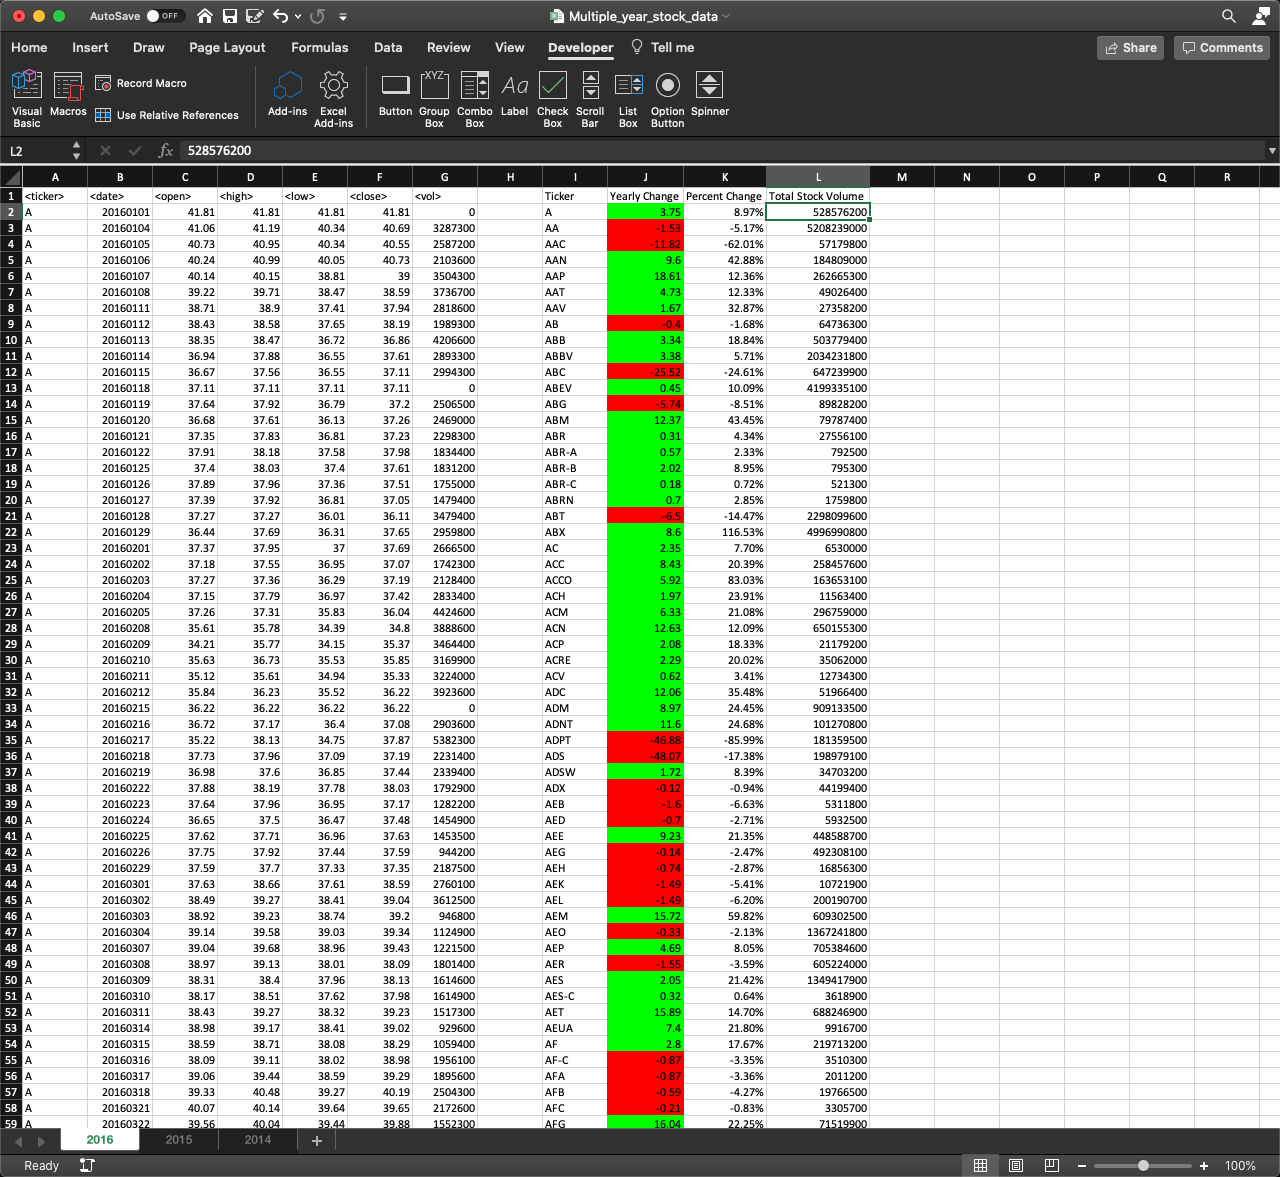 AutoSave OFF Multiple_year_stock_data
Home Insert Draw Page Layout Formulas Data Review View Developer Tell me Share Comments
Visual Basic Macros Record Macro Use Relative References Add-ins Excel Add-ins Button Group Box Combo Box Label Check Box Scroll Bar List Box Option Button Spinner
XYZ Aa
L2 fx 528576200
A B C D E F G H I J K L M N O P Q R
1 <ticker> <date> <open> <high> <low> <close> <vol> Ticker Yearly Change Percent Change Total Stock Volume
2 A 20160101 41.81 41.81 41.81 41.81 0 A 3.75 8.97% 528576200
3 A 20160104 41.06 41.19 40.34 40.69 3287300 AA -1.53 -5.17% 5208239000
4 A 20160105 40.73 40.95 40.34 40.55 2587200 AAC -11.82 -62.01% 57179800
5 A 20160106 40.24 40.99 40.05 40.73 2103600 AAN 9.6 42.88% 184809000
6 A 20160107 40.14 40.15 38.81 39 3504300 AAP 18.61 12.36% 262665300
7 A 20160108 39.22 39.71 38.47 38.59 3736700 AAT 4.73 12.33% 49026400
8 A 20160111 38.71 38.9 37.41 37.94 2818600 AAV 1.67 32.87% 27358200
9 A 20160112 38.43 38.58 37.65 38.19 1989300 AB -0.4 -1.68% 64736300
10 A 20160113 38.35 38.47 36.72 36.86 4206600 ABB 3.34 18.84% 503779400
11 A 20160114 36.94 37.88 36.55 37.61 2893300 ABBV 3.38 5.71% 2034231800
12 A 20160115 36.67 37.56 36.55 37.11 2994300 ABC -25.52 -24.61% 647239900
13 A 20160118 37.11 37.11 37.11 37.11 0 ABEV 0.45 10.09% 4199335100
14 A 20160119 37.64 37.92 36.79 37.2 2506500 ABG -5.74 -8.51% 89828200
15 A 20160120 36.68 37.61 36.13 37.26 2469000 ABM 12.37 43.45% 79787400
16 A 20160121 37.35 37.83 36.81 37.23 2298300 ABR 0.31 4.34% 27556100
17 A 20160122 37.91 38.18 37.58 37.98 1834400 ABR-A 0.57 2.33% 792500
18 A 20160125 37.4 38.03 37.4 37.61 1831200 ABR-B 2.02 8.95% 795300
19 A 20160126 37.89 37.96 37.36 37.51 1755000 ABR-C 0.18 0.72% 521300
20 A 20160127 37.39 37.92 36.81 37.05 1479400 ABRN 0.7 2.85% 1759800
21 A 20160128 37.27 37.27 36.01 36.11 3479400 ABT -6.5 -14.47% 2298099600
22 A 20160129 36.44 37.69 36.31 37.65 2959800 ABX 8.6 116.53% 4996990800
23 A 20160201 37.37 37.95 37 37.69 2666500 AC 2.35 7.70% 6530000
24 A 20160202 37.18 37.55 36.95 37.07 1742300 ACC 8.43 20.39% 258457600
25 A 20160203 37.27 37.36 36.29 37.19 2128400 ACCO 5.92 83.03% 163653100
26 A 20160204 37.15 37.79 36.97 37.42 2833400 ACH 1.97 23.91% 11563400
27 A 20160205 37.26 37.31 35.83 36.04 4424600 ACM 6.33 21.08% 296759000
28 A 20160208 35.61 35.78 34.39 34.8 3888600 ACN 12.63 12.09% 650155300
29 A 20160209 34.21 35.77 34.15 35.37 3464400 ACP 2.08 18.33% 21179200
30 A 20160210 35.63 36.73 35.53 35.85 3169900 ACRE 2.29 20.02% 35062000
31 A 20160211 35.12 35.61 34.94 35.33 3224000 ACV 0.62 3.41% 12734300
32 A 20160212 35.84 36.23 35.52 36.22 3923600 ADC 12.06 35.48% 51966400
33 A 20160215 36.22 36.22 36.22 36.22 0 ADM 8.97 24.45% 909133500
34 A 20160216 36.72 37.17 36.4 37.08 2903600 ADNT 11.6 24.68% 101270800
35 A 20160217 35.22 38.13 34.75 37.87 5382300 ADPT -46.88 -85.99% 181359500
36 A 20160218 37.73 37.96 37.09 37.19 2231400 ADS -48.07 -17.38% 198979100
37 A 20160219 36.98 37.6 36.85 37.44 2339400 ADSW 1.72 8.39% 34703200
38 A 20160222 37.88 38.19 37.78 38.03 1792900 ADX -0.12 -0.94% 44199400
39 A 20160223 37.64 37.96 36.95 37.17 1282200 AEB -1.6 -6.63% 5311800
40 A 20160224 36.65 37.5 36.47 37.48 1454900 AED -0.7 -2.71% 5932500
41 A 20160225 37.62 37.71 36.96 37.63 1453500 AEE 9.23 21.35% 448588700
42 A 20160226 37.75 37.92 37.44 37.59 944200 AEG -0.14 -2.47% 492308100
43 A 20160229 37.59 37.7 37.33 37.35 2187500 AEH -0.74 -2.87% 16856300
44 A 20160301 37.63 38.66 37.61 38.59 2760100 AEK -1.49 -5.41% 10721900
45 A 20160302 38.49 39.27 38.41 39.04 3612500 AEL -1.49 -6.20% 200190700
46 A 20160303 38.92 39.23 38.74 39.2 946800 AEM 15.72 59.82% 609302500
47 A 20160304 39.14 39.58 39.03 39.34 1124900 AEO -0.33 -2.13% 1367241800
48 A 20160307 39.04 39.68 38.96 39.43 1221500 AEP 4.69 8.05% 705384600
49 A 20160308 38.97 39.13 38.01 38.09 1801400 AER -1.55 -3.59% 605224000
50 A 20160309 38.31 38.4 37.96 38.13 1614600 AES 2.05 21.42% 1349417900
51 A 20160310 38.17 38.51 37.62 37.98 1614900 AES-C 0.32 0.64% 3618900
52 A 20160311 38.43 39.27 38.32 39.23 1517300 AET 15.89 14.70% 688246900
53 A 20160314 38.98 39.17 38.41 39.02 929600 AEUA 7.4 21.80% 9916700
54 A 20160315 38.59 38.71 38.08 38.29 1059400 AF 2.8 17.67% 219713200
55 A 20160316 38.09 39.11 38.02 38.98 1956100 AF-C -0.87 -3.35% 3510300
56 A 20160317 39.06 39.44 38.59 39.29 1895600 AFA -0.87 -3.36% 2011200
57 A 20160318 39.33 40.48 39.27 40.19 2504300 AFB -0.59 -4.27% 19766500
58 A 20160321 40.07 40.14 39.64 39.65 2172600 AFC -0.21 -0.83% 3305700
59 A 20160322 39.56 40.04 39.44 39.88 1552300 AFG 16.04 22.25% 71519900
2016 2015 2014 +
Ready 100%